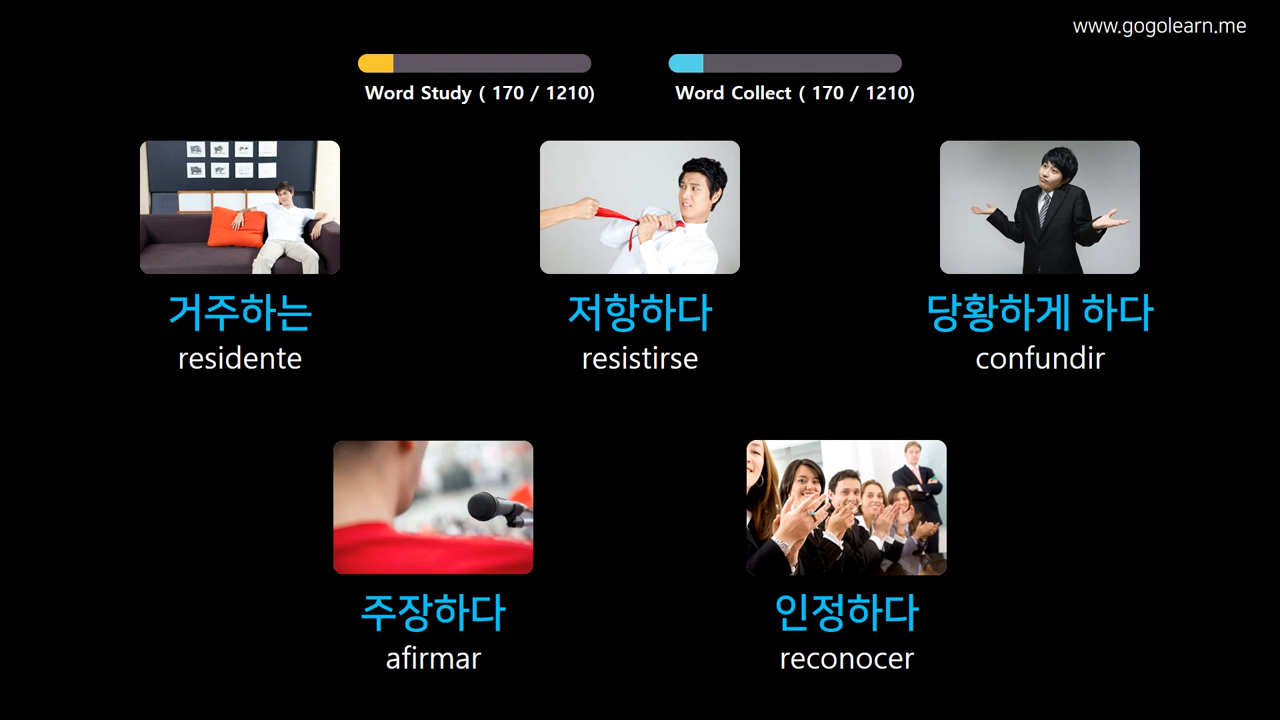 www.gogolearn.me
Word Study ( 170 / 1210)
Word Collect ( 170 / 1210)
거주하는
residente
저항하다
resistirse
당황하게 하다
confundir
주장하다
afirmar
인정하다
reconocer